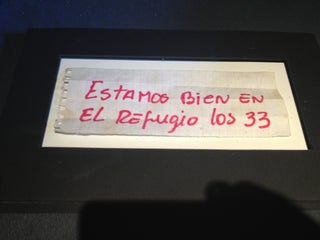 ESTAMOS BIEN EN
EL REFUGIO LOS 33